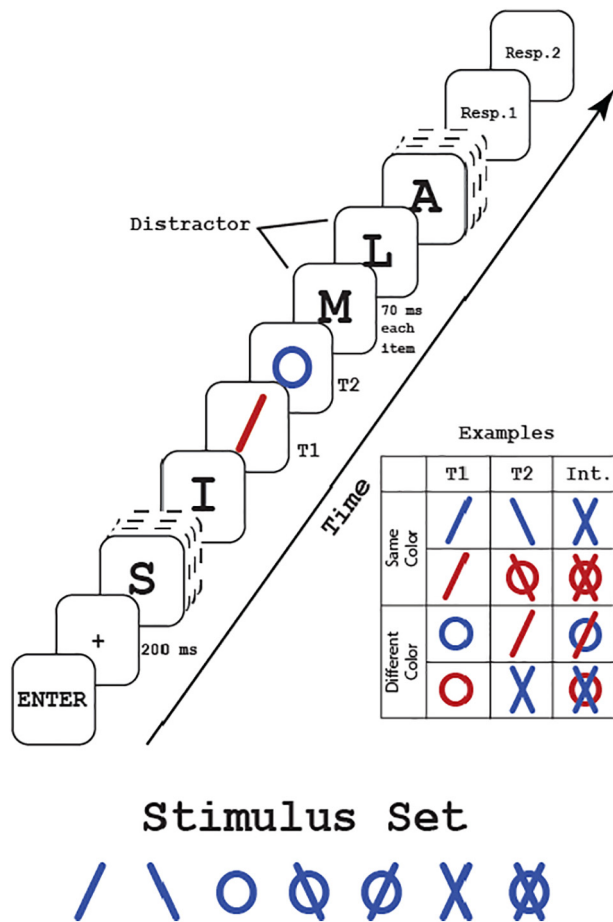 Resp.2
Resp.1
A
Distractor
L
M
70 ms
each
item
T2
T1
I
Time
S
+
200 ms
ENTER
Examples
T1 T2 Int.
Same
Color
Different
Color
Stimulus Set